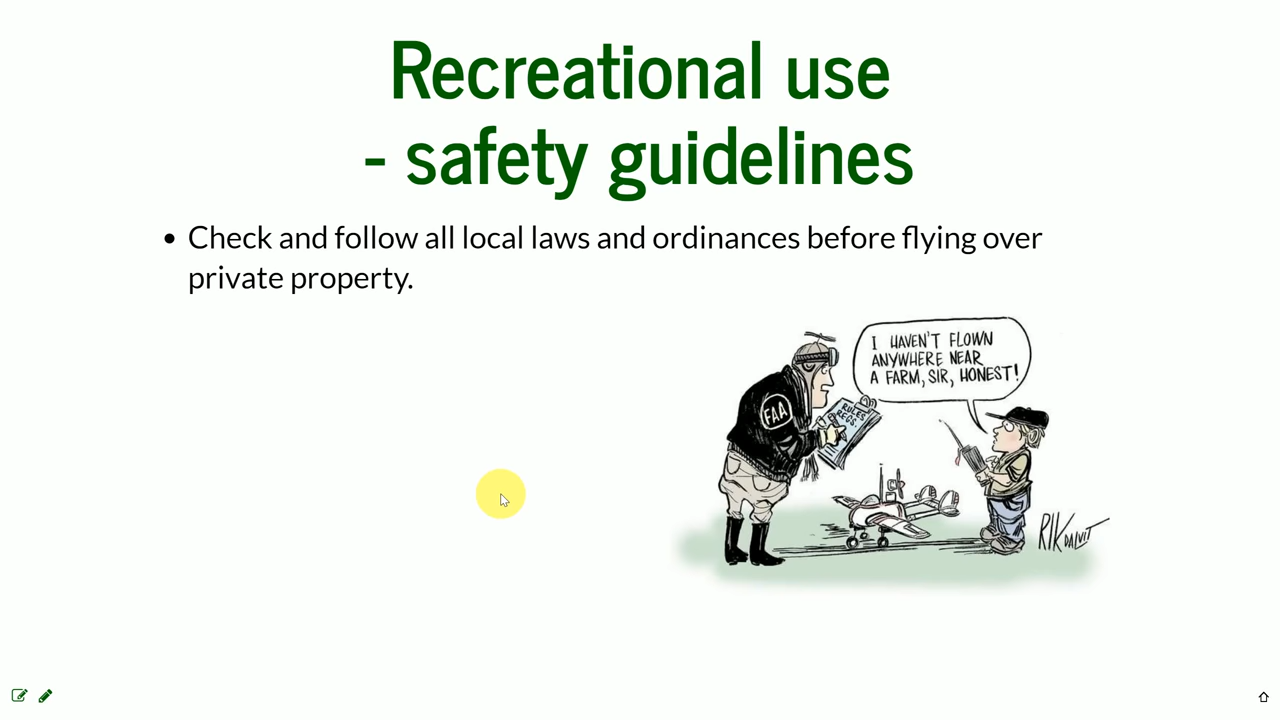 Recreational use
- safety guidelines
• Check and follow all local laws and ordinances before flying over
private property.
I HAVEN'T FLOWN
ANYWHERE NEAR
A FARM, SIR, HONEST!
FAA
RULES
REGS.
RIK DALVIT